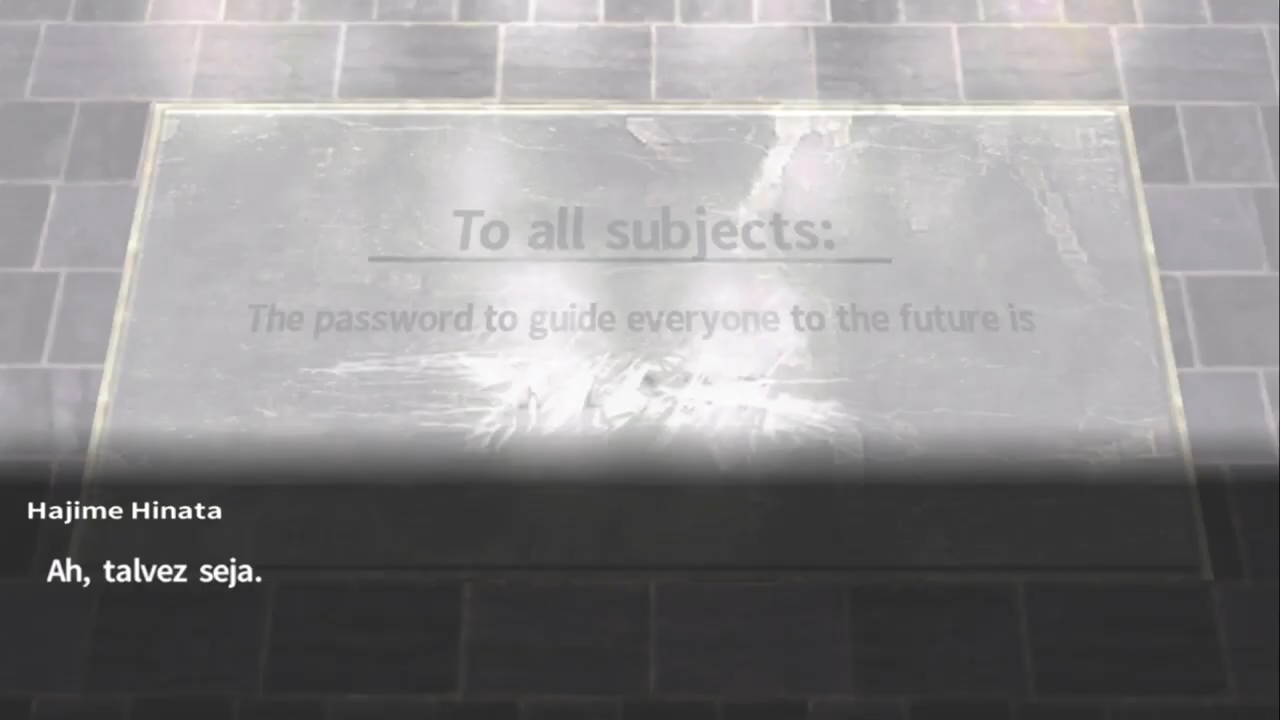 To all subjects:
The password to guide everyone to the future is
Hajime Hinata
Ah, talvez seja.